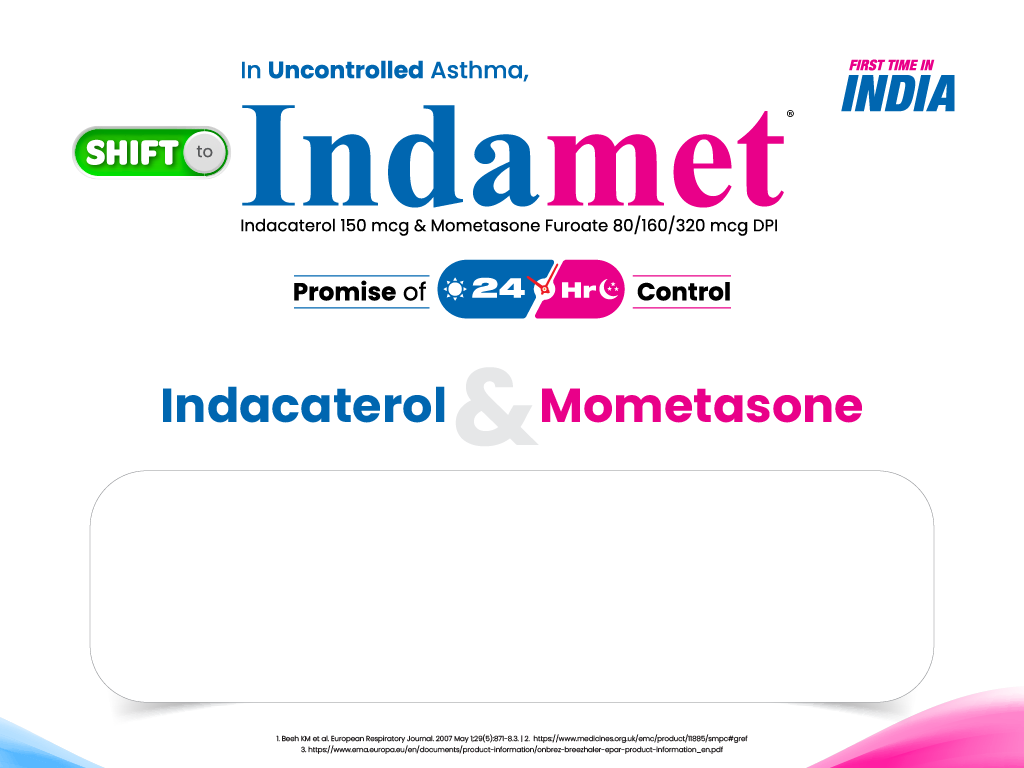 In Uncontrolled Asthma,
FIRST TIME IN
INDIA
SHIFT to
Indamet®
Indacaterol 150 mcg & Mometasone Furoate 80/160/320 mcg DPI
Promise of 24 Hr Control
Indacaterol & Mometasone
1. Beeh KM et al. European Respiratory Journal. 2007 May 1;29(5):871-8.3. | 2. https://www.medicines.org.uk/emc/product/11885/smpc#gref
3. https://www.ema.europa.eu/en/documents/product-information/onbrez-breezhaler-epar-product-information_en.pdf